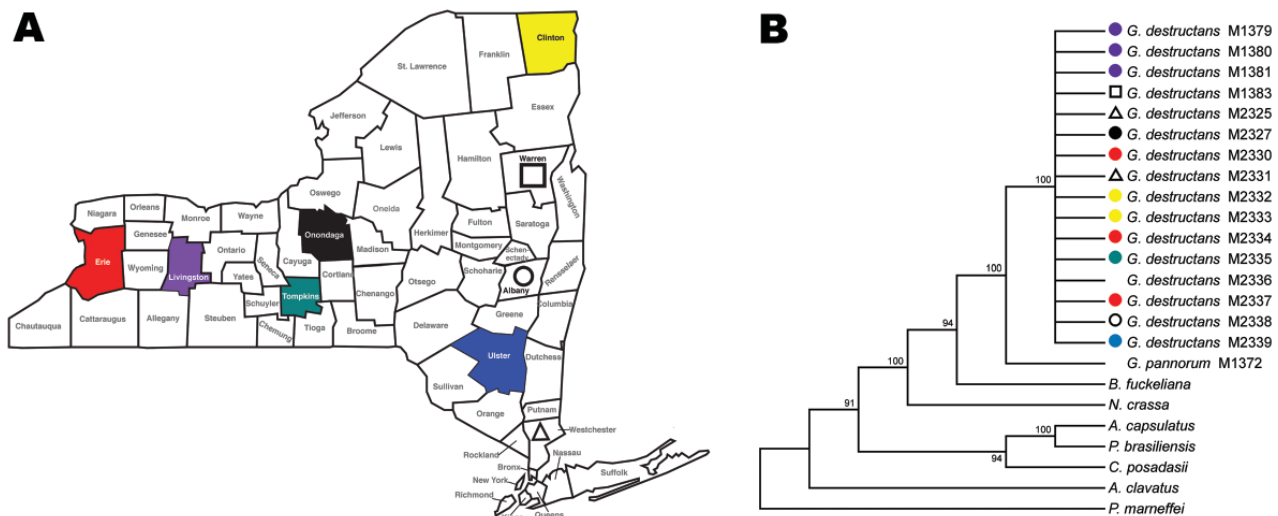 A
Clinton
Franklin
St. Lawrence
Essex
Jefferson
Lewis
Hamilton
Warren
Washington
Oswego
Oneida
Herkimer
Fulton
Saratoga
Niagara
Orleans
Monroe
Wayne
Genesee
Onondaga
Madison
Montgomery
Schen-
ectady
Rensselaer
Erie
Wyoming
Livingston
Ontario
Yates
Seneca
Cayuga
Cortland
Chenango
Otsego
Schoharie
Albany
Tompkins
Schuyler
Chautauqua
Cattaraugus
Allegany
Steuben
Chemung
Tioga
Broome
Delaware
Greene
Columbia
Ulster
Dutchess
Sullivan
Orange
Putnam
Westchester
Rockland
Nassau
Bronx
New York
Suffolk
Richmond
Queens
B
G. destructans M1379
G. destructans M1380
G. destructans M1381
G. destructans M1383
G. destructans M2325
G. destructans M2327
G. destructans M2330
G. destructans M2331
G. destructans M2332
G. destructans M2333
G. destructans M2334
G. destructans M2335
G. destructans M2336
G. destructans M2337
G. destructans M2338
G. destructans M2339
G. pannorum M1372
B. fuckeliana
N. crassa
A. capsulatus
P. brasiliensis
C. posadasii
A. clavatus
P. marneffei
100
100
94
100
91
100
94